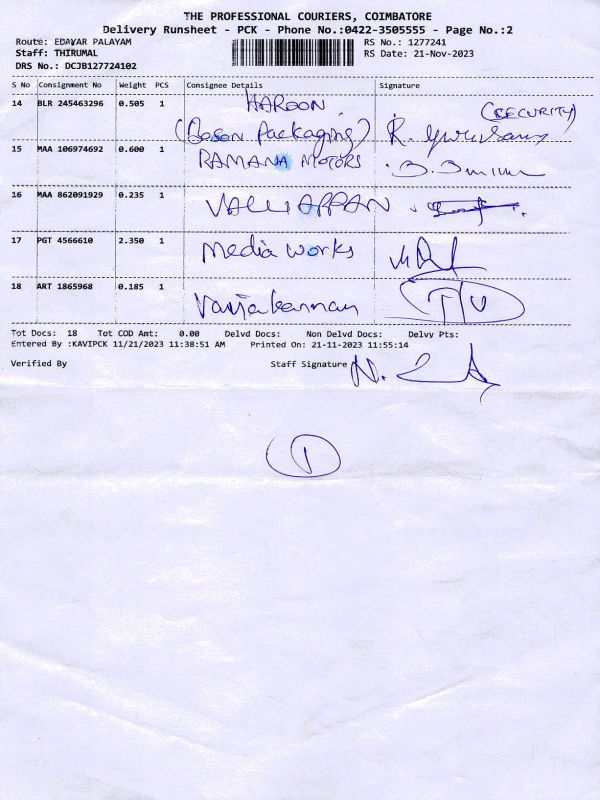 THE PROFESSIONAL COURIERS, COIMBATORE
Delivery Runsheet - PCK - Phone No.:0422-3505555 - Page No.:2
Route: EDAYAR PALAYAM RS No.: 1277241
Staff: THIRUMAL RS Date: 21-Nov-2023
DRS No.: DCJB127724102
S No Consignment No Weight PCS Consignee Details Signature
14 BLR 245463296 0.505 1 HAROON (SECURITY)
(Boson Packaging) R.
15 MAA 106974692 0.600 1 RAMANA MOTORS
16 MAA 862091929 0.235 1 VALLIAPPAN
17 PGT 4566610 2.350 1 Media Works
18 ART 1865968 0.185 1 Vanjakannan
Tot Docs: 18 Tot COD Amt: 0.00 Delvd Docs: Non Delvd Docs: Delvy Pts:
Entered By :KAVIPCK 11/21/2023 11:38:51 AM Printed On: 21-11-2023 11:55:14
Verified By Staff Signature N.
1